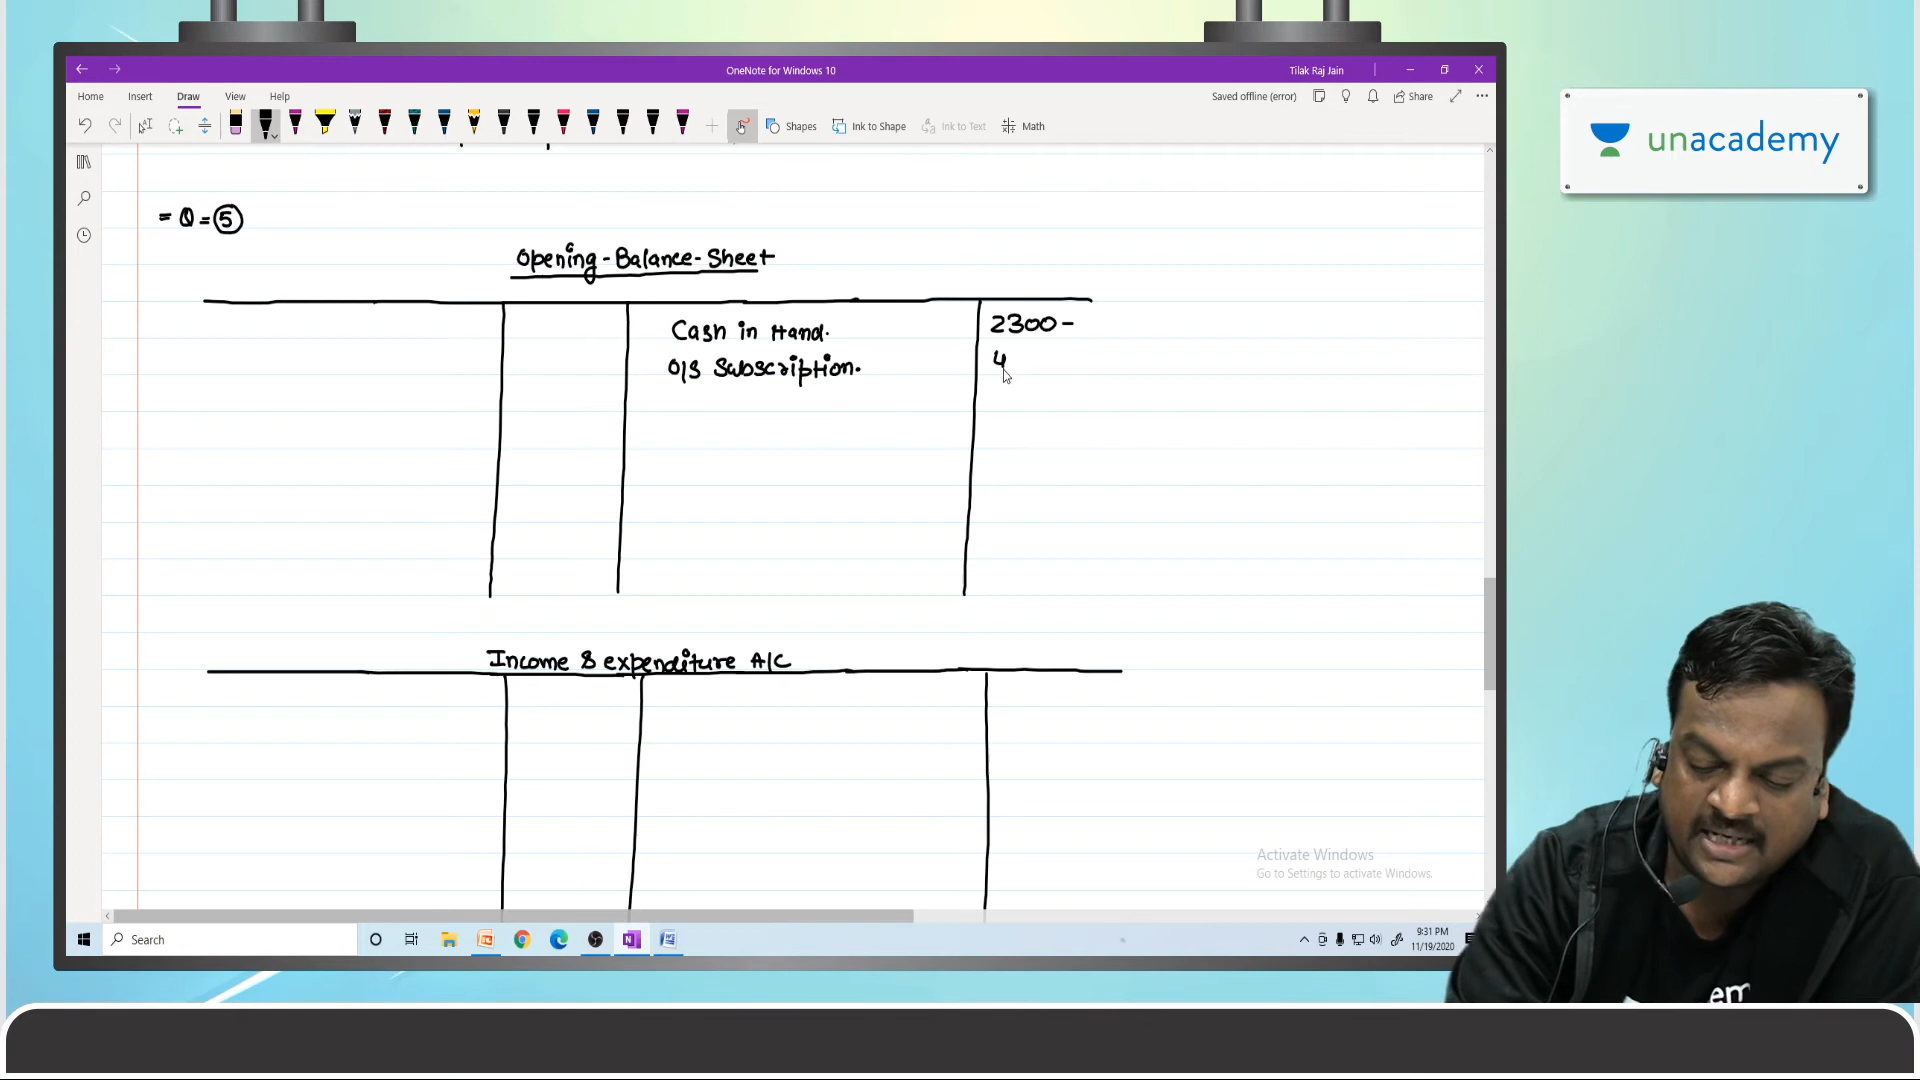 OneNote for Windows 10
Tilak Raj Jain
Home Insert Draw View Help
Saved offline (error)
Share
Shapes
Ink to Shape
Ink to Text
Math
unacademy
= Q = 5
Opening-Balance-Sheet
Cash in Hand. 2300-
O/S Subscription. 4
Income & expenditure A/C
Activate Windows
Go to Settings to activate Windows.
em
Search
9:31 PM
11/19/2020